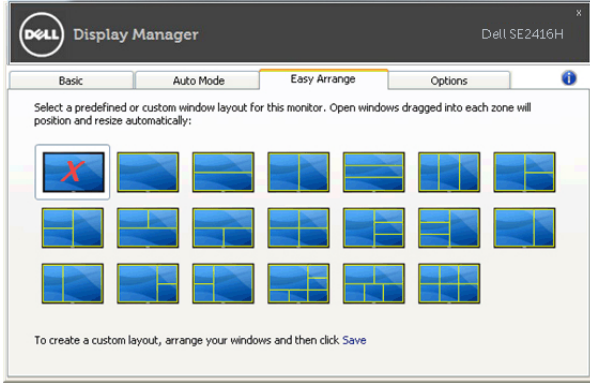 x
DELL Display Manager Dell SE2416H
Basic Auto Mode Easy Arrange Options i
Select a predefined or custom window layout for this monitor. Open windows dragged into each zone will
position and resize automatically:
X
To create a custom layout, arrange your windows and then click Save